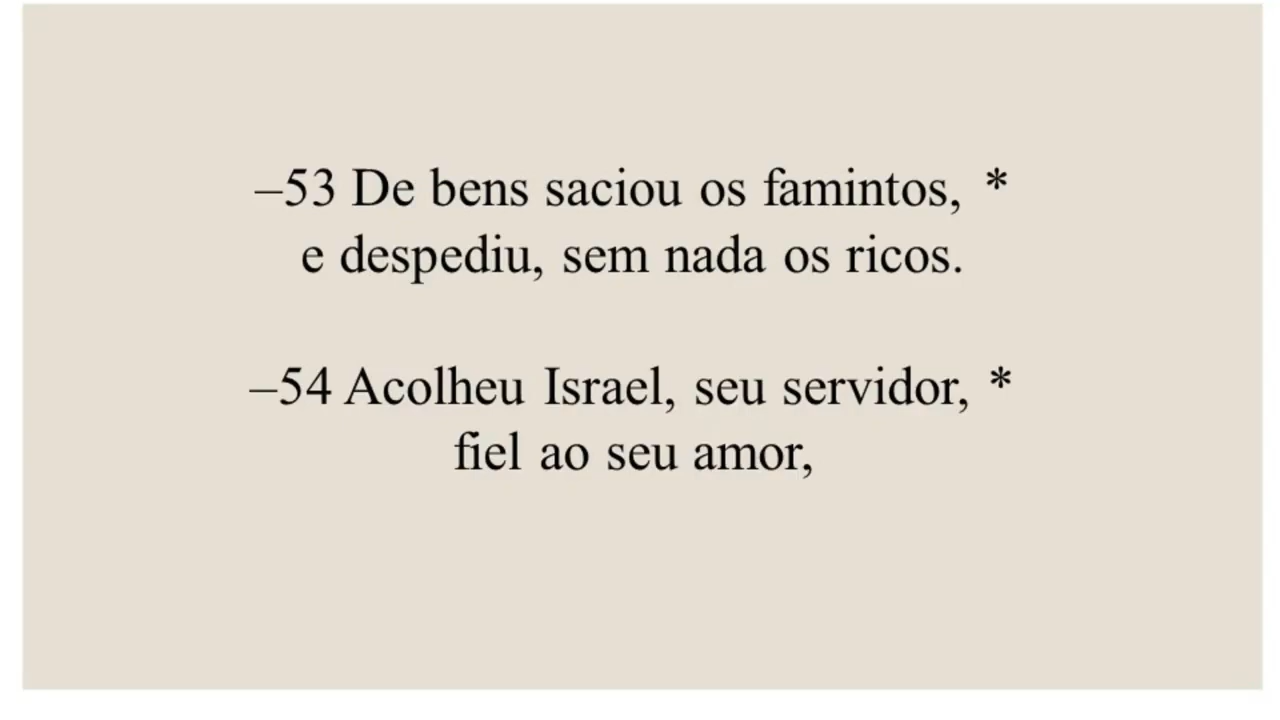 –53 De bens saciou os famintos, *
e despediu, sem nada os ricos.
–54 Acolheu Israel, seu servidor, *
fiel ao seu amor,